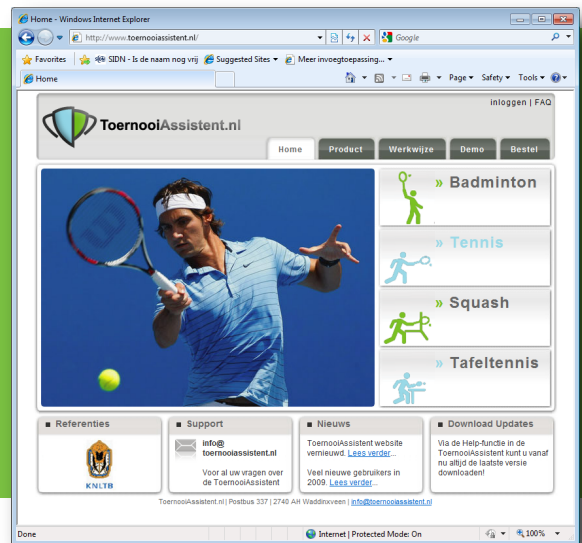 Home - Windows Internet Explorer
http://www.toernooiassistent.nl/
Google
Favorites SIDN - Is de naam nog vrij Suggested Sites Meer invoegtoepassing...
Home Page Safety Tools
inloggen | FAQ
ToernooiAssistent.nl
Home Product Werkwijze Demo Bestel
» Badminton
» Tennis
» Squash
» Tafeltennis
Referenties
KNLTB
Support
info@
toernooiassistent.nl
Voor al uw vragen over
de ToernooiAssistent
Nieuws
ToernooiAssistent website
vernieuwd. Lees verder...
Veel nieuwe gebruikers in
2009. Lees verder...
Download Updates
Via de Help-functie in de
ToernooiAssistent kunt u vanaf
nu altijd de laatste versie
downloaden!
ToernooiAssistent.nl | Postbus 337 | 2740 AH Waddinxveen | info@toernooiassistent.nl
Done Internet | Protected Mode: On 100%